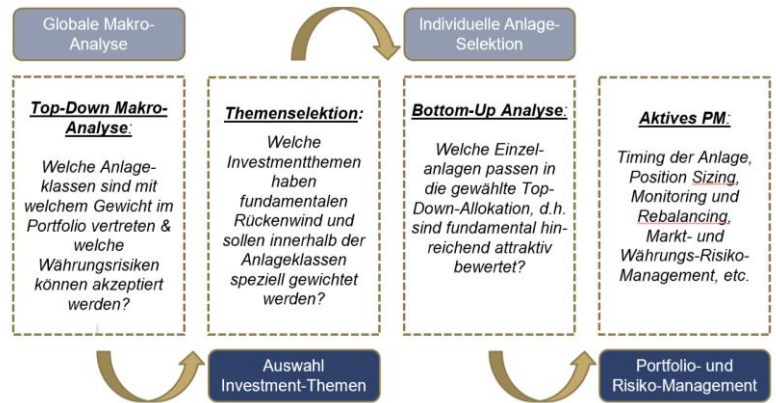 Globale Makro-
Analyse
Individuelle Anlage-
Selektion
Top-Down Makro-
Analyse:
Welche Anlage-
klassen sind mit
welchem Gewicht im
Portfolio vertreten &
welche
Währungsrisiken
können akzeptiert
werden?
Themenselektion:
Welche
Investmentthemen
haben
fundamentalen
Rückenwind und
sollen innerhalb der
Anlageklassen
speziell gewichtet
werden?
Bottom-Up Analyse:
Welche Einzel-
anlagen passen in
die gewählte Top-
Down-Allokation, d.h.
sind fundamental hin-
reichend attraktiv
bewertet?
Aktives PM:
Timing der Anlage,
Position Sizing,
Monitoring und
Rebalancing,
Markt- und
Währungs-Risiko-
Management, etc.
Auswahl
Investment-Themen
Portfolio- und
Risiko-Management